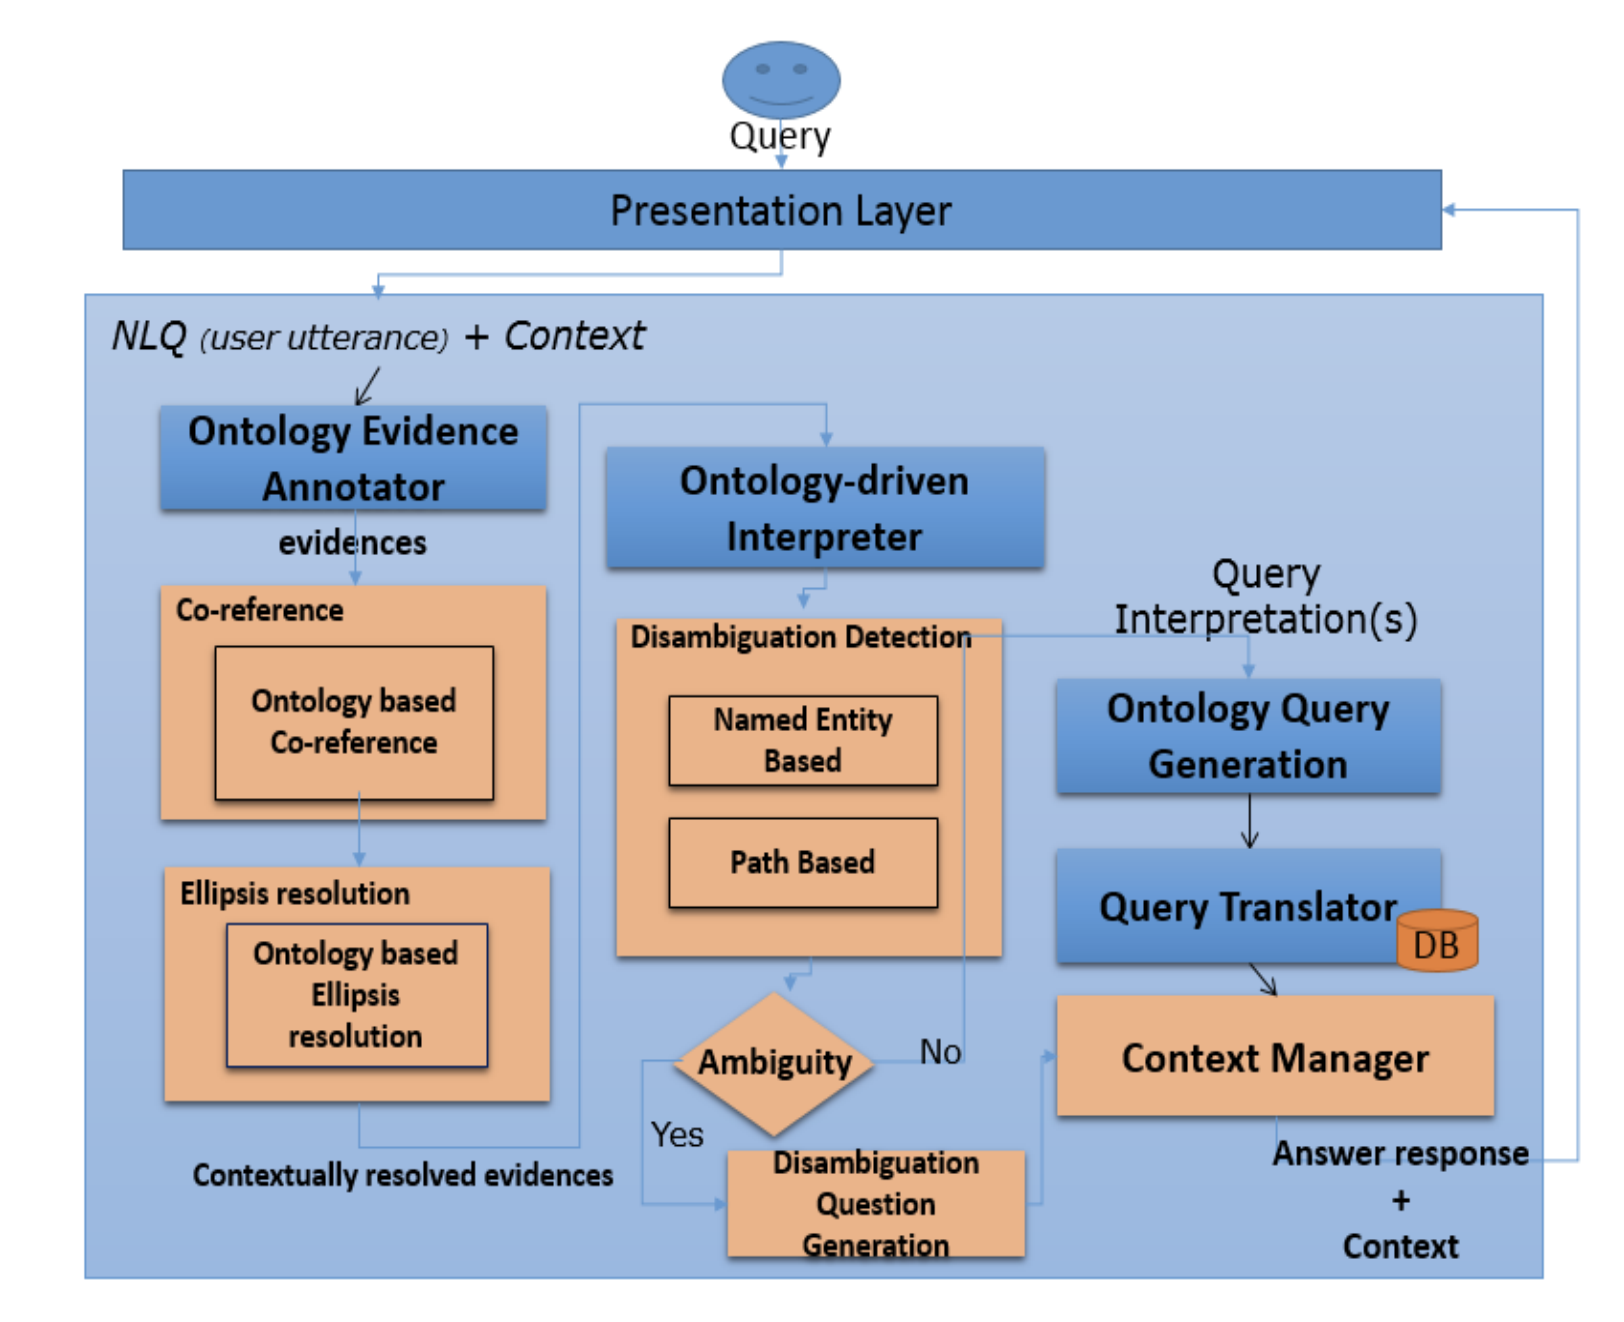 Query
Presentation Layer
NLQ (user utterance) + Context
Ontology Evidence
Annotator
evidences
Co-reference
Ontology based
Co-reference
Ellipsis resolution
Ontology based
Ellipsis
resolution
Contextually resolved evidences
Ontology-driven
Interpreter
Disambiguation Detection
Named Entity
Based
Path Based
Ambiguity
No
Yes
Disambiguation
Question
Generation
Query
Interpretation(s)
Ontology Query
Generation
Query Translator
DB
Context Manager
Answer response
+
Context